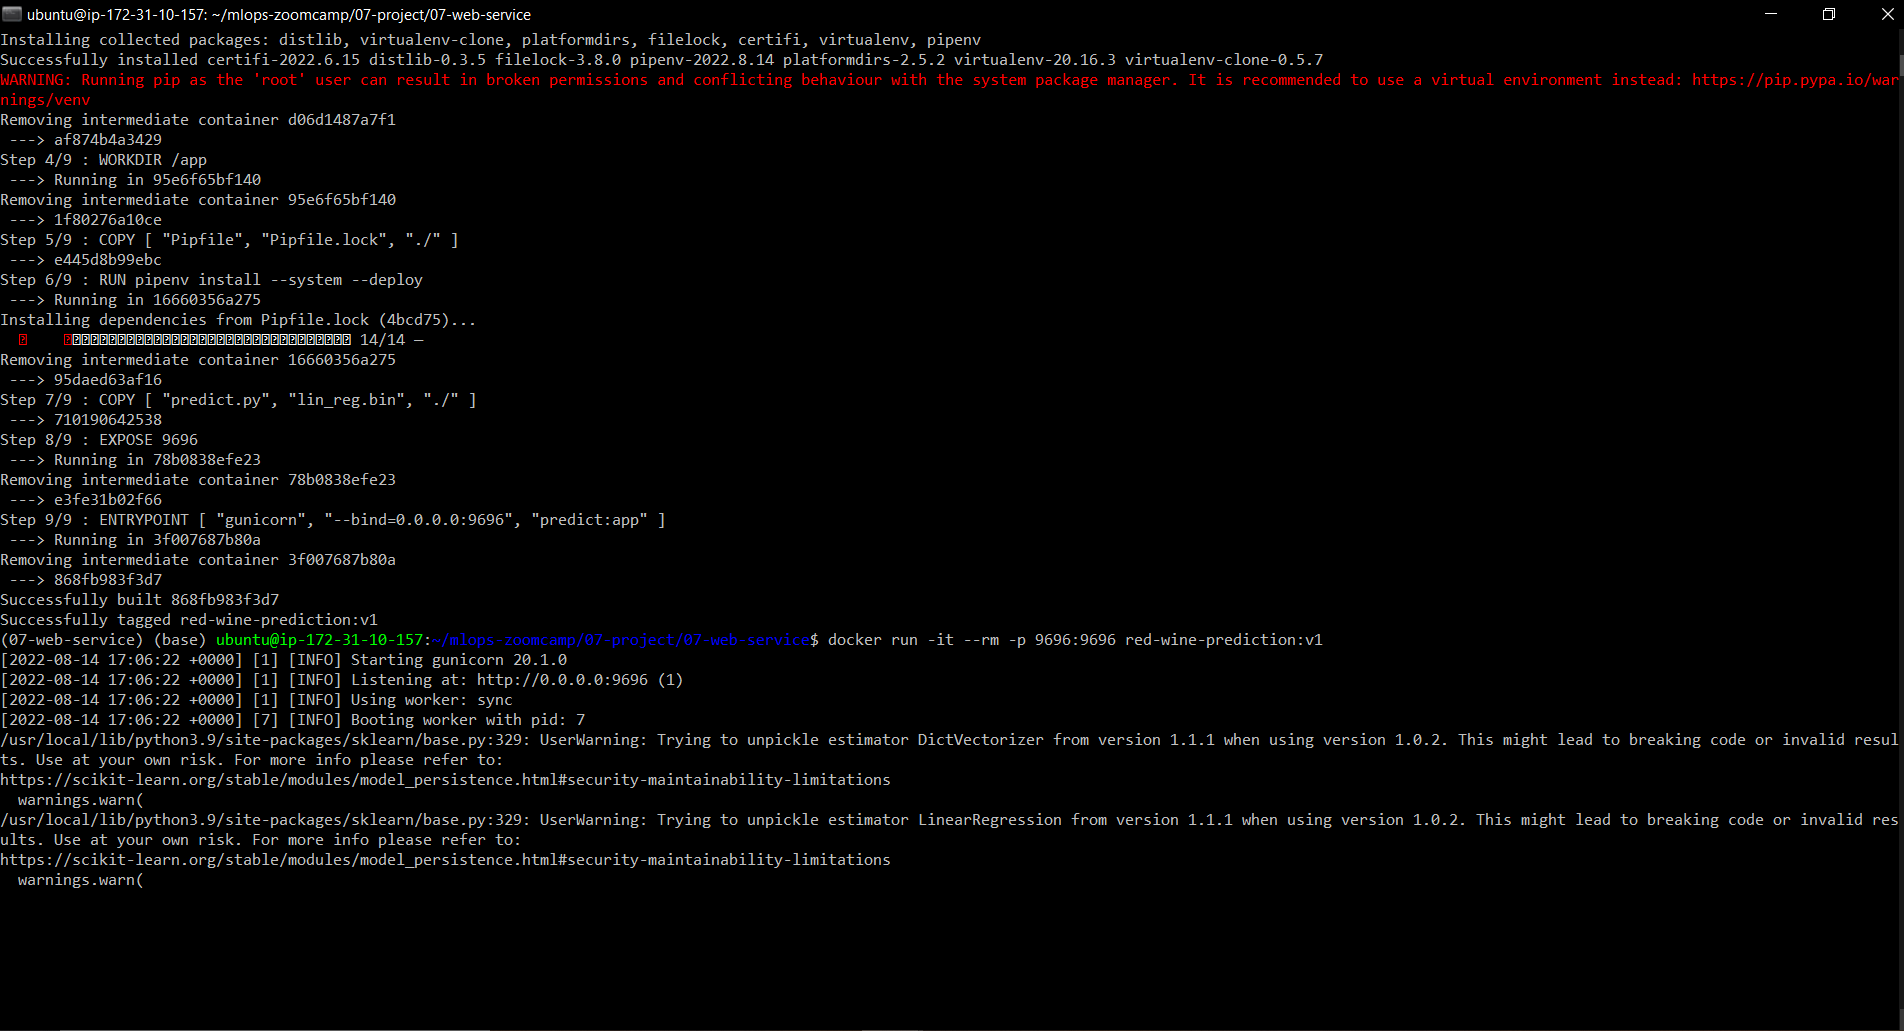 ubuntu@ip-172-31-10-157: ~/mlops-zoomcamp/07-project/07-web-service
Installing collected packages: distlib, virtualenv-clone, platformdirs, filelock, certifi, virtualenv, pipenv
Successfully installed certifi-2022.6.15 distlib-0.3.5 filelock-3.8.0 pipenv-2022.8.14 platformdirs-2.5.2 virtualenv-20.16.3 virtualenv-clone-0.5.7
WARNING: Running pip as the 'root' user can result in broken permissions and conflicting behaviour with the system package manager. It is recommended to use a virtual environment instead: https://pip.pypa.io/war
nings/venv
Removing intermediate container d06d1487a7f1
 ---> af874b4a3429
Step 4/9 : WORKDIR /app
 ---> Running in 95e6f65bf140
Removing intermediate container 95e6f65bf140
 ---> 1f80276a10ce
Step 5/9 : COPY [ "Pipfile", "Pipfile.lock", "./" ]
 ---> e445d8b99ebc
Step 6/9 : RUN pipenv install --system --deploy
 ---> Running in 16660356a275
Installing dependencies from Pipfile.lock (4bcd75)...
14/14 —
Removing intermediate container 16660356a275
 ---> 95daed63af16
Step 7/9 : COPY [ "predict.py", "lin_reg.bin", "./" ]
 ---> 710190642538
Step 8/9 : EXPOSE 9696
 ---> Running in 78b0838efe23
Removing intermediate container 78b0838efe23
 ---> e3fe31b02f66
Step 9/9 : ENTRYPOINT [ "gunicorn", "--bind=0.0.0.0:9696", "predict:app" ]
 ---> Running in 3f007687b80a
Removing intermediate container 3f007687b80a
 ---> 868fb983f3d7
Successfully built 868fb983f3d7
Successfully tagged red-wine-prediction:v1
(07-web-service) (base) ubuntu@ip-172-31-10-157:~/mlops-zoomcamp/07-project/07-web-service$ docker run -it --rm -p 9696:9696 red-wine-prediction:v1
[2022-08-14 17:06:22 +0000] [1] [INFO] Starting gunicorn 20.1.0
[2022-08-14 17:06:22 +0000] [1] [INFO] Listening at: http://0.0.0.0:9696 (1)
[2022-08-14 17:06:22 +0000] [1] [INFO] Using worker: sync
[2022-08-14 17:06:22 +0000] [7] [INFO] Booting worker with pid: 7
/usr/local/lib/python3.9/site-packages/sklearn/base.py:329: UserWarning: Trying to unpickle estimator DictVectorizer from version 1.1.1 when using version 1.0.2. This might lead to breaking code or invalid resul
ts. Use at your own risk. For more info please refer to:
https://scikit-learn.org/stable/modules/model_persistence.html#security-maintainability-limitations
  warnings.warn(
/usr/local/lib/python3.9/site-packages/sklearn/base.py:329: UserWarning: Trying to unpickle estimator LinearRegression from version 1.1.1 when using version 1.0.2. This might lead to breaking code or invalid res
ults. Use at your own risk. For more info please refer to:
https://scikit-learn.org/stable/modules/model_persistence.html#security-maintainability-limitations
  warnings.warn(